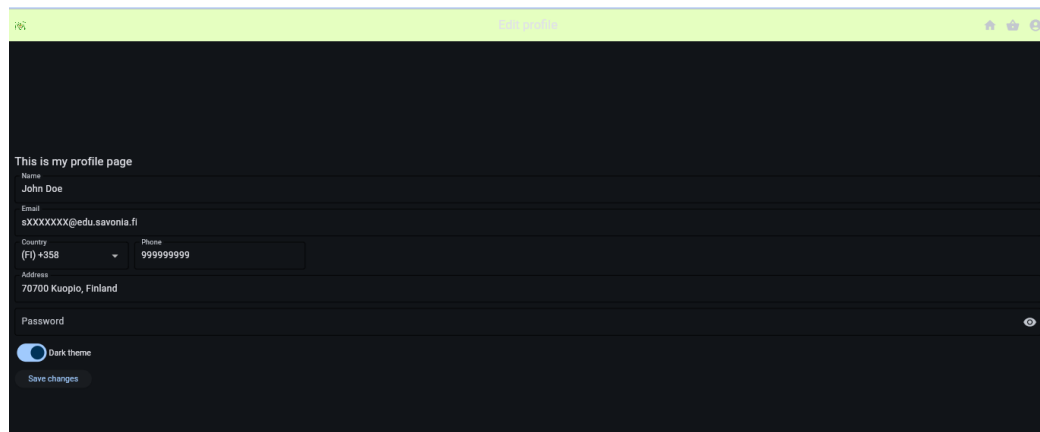 Edit profile
This is my profile page
Name
John Doe
Email
sXXXXXXX@edu.savonia.fi
Country
Phone
(FI) +358
999999999
Address
70700 Kuopio, Finland
Password
Dark theme
Save changes